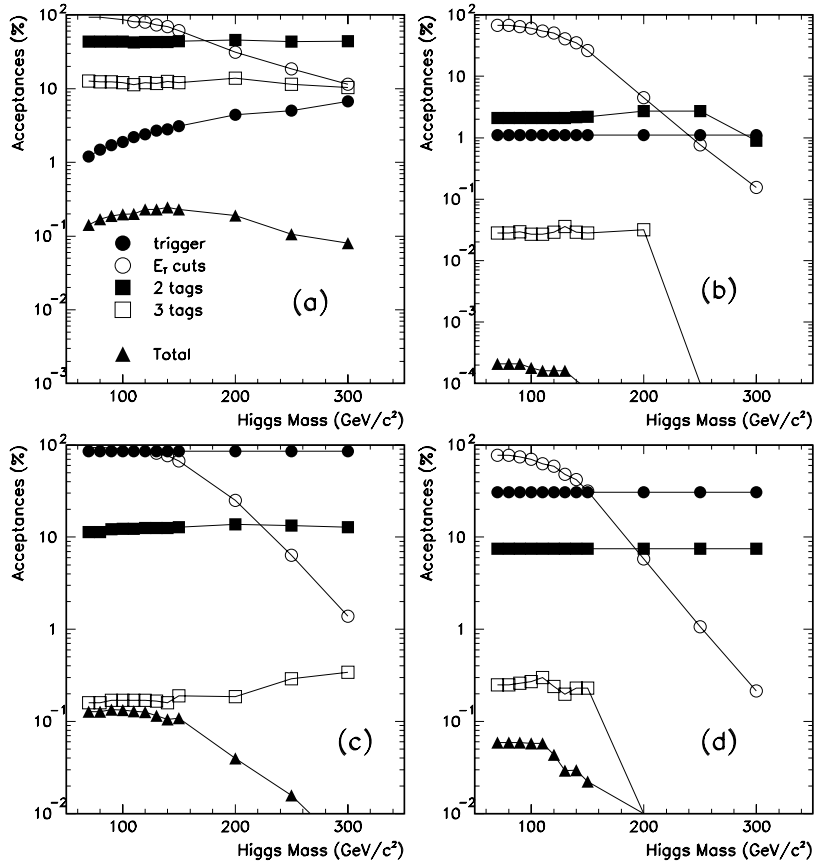 Acceptances (%)
10²
10
1
10⁻¹
10⁻²
10⁻³
100
200
300
Higgs Mass (GeV/c²)
trigger
E_T cuts
2 tags
3 tags
Total
(a)
Acceptances (%)
10²
10
1
10⁻¹
10⁻²
10⁻³
10⁻⁴
100
200
300
Higgs Mass (GeV/c²)
(b)
Acceptances (%)
10²
10
1
10⁻¹
10⁻²
100
200
300
Higgs Mass (GeV/c²)
(c)
Acceptances (%)
10²
10
1
10⁻¹
10⁻²
100
200
300
Higgs Mass (GeV/c²)
(d)